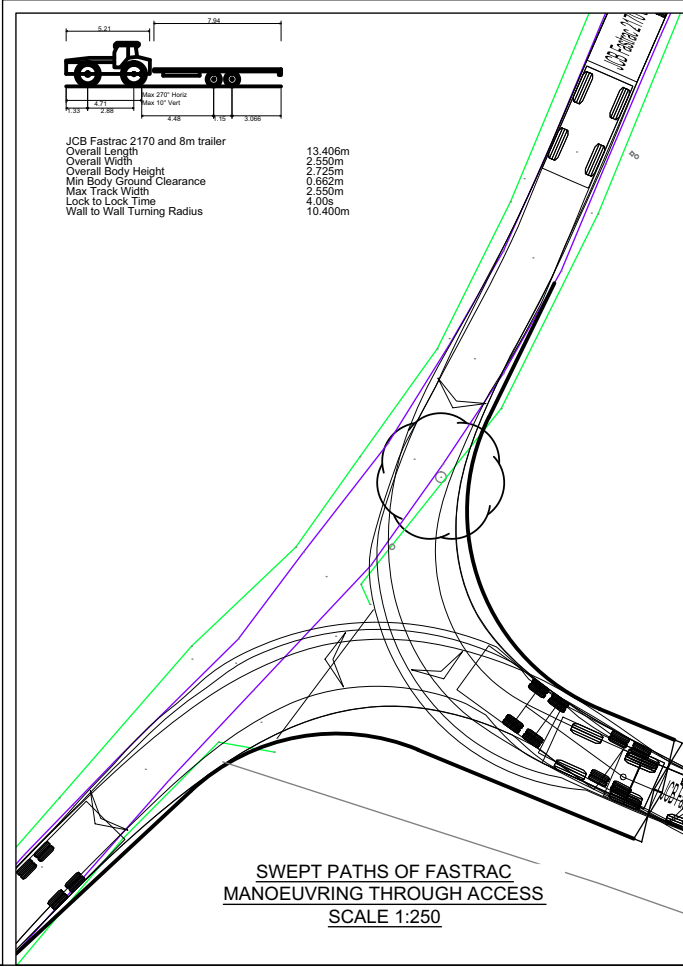 5.21
7.94
Max 270° Horiz
Max 10° Vert
4.71
1.33
2.88
4.48
1.15
3.066
JCB Fastrac 2170 and 8m trailer
Overall Length 13.406m
Overall Width 2.550m
Overall Body Height 2.725m
Min Body Ground Clearance 0.662m
Max Track Width 2.550m
Lock to Lock Time 4.00s
Wall to Wall Turning Radius 10.400m
JCB Fastrac 2170
JCB
SWEPT PATHS OF FASTRAC
MANOEUVRING THROUGH ACCESS
SCALE 1:250